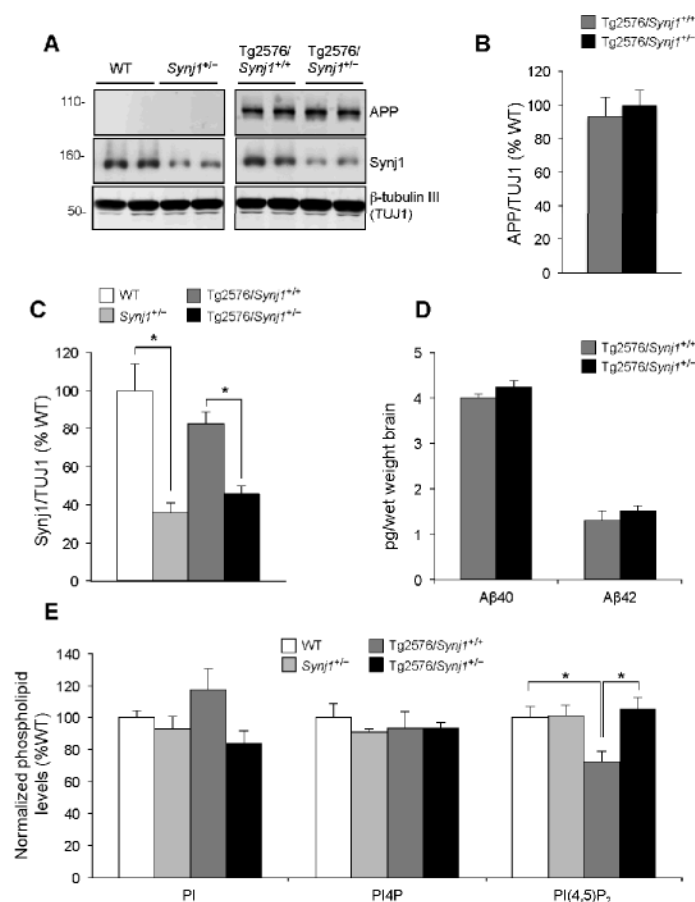 A
WT
Synj1+/−
Tg2576/
Synj1+/+
Tg2576/
Synj1+/−
110-
APP
160-
Synj1
50-
β-tubulin III
(TUJ1)
B
Tg2576/Synj1+/+
Tg2576/Synj1+/−
APP/TUJ1 (% WT)
120
100
80
60
40
20
0
C
WT
Synj1+/−
Tg2576/Synj1+/+
Tg2576/Synj1+/−
Synj1/TUJ1 (% WT)
120
100
80
60
40
20
0
*
*
D
Tg2576/Synj1+/+
Tg2576/Synj1+/−
pg/wet weight brain
5
4
3
2
1
0
Aβ40
Aβ42
E
WT
Synj1+/−
Tg2576/Synj1+/+
Tg2576/Synj1+/−
Normalized phospholipid
levels (%WT)
140
120
100
80
60
40
20
0
*
*
PI
PI4P
PI(4,5)P2